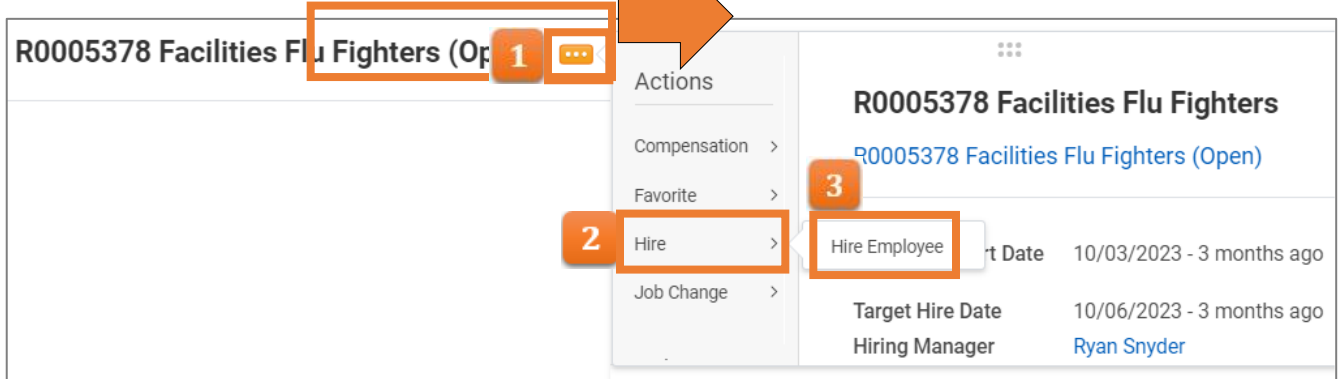 R0005378 Facilities Flu Fighters (Op
1
Actions
Compensation
Favorite
2
Hire
Job Change
R0005378 Facilities Flu Fighters
R0005378 Facilities Flu Fighters (Open)
3
Hire Employee
rt Date 10/03/2023 - 3 months ago
Target Hire Date 10/06/2023 - 3 months ago
Hiring Manager Ryan Snyder